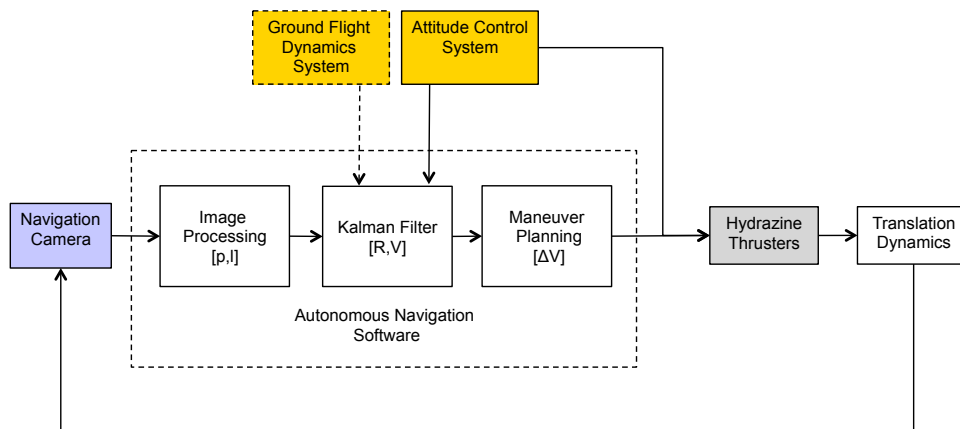 Ground Flight
Dynamics
System
Attitude Control
System
Navigation
Camera
Image
Processing
[p,l]
Kalman Filter
[R,V]
Maneuver
Planning
[ΔV]
Hydrazine
Thrusters
Translation
Dynamics
Autonomous Navigation
Software